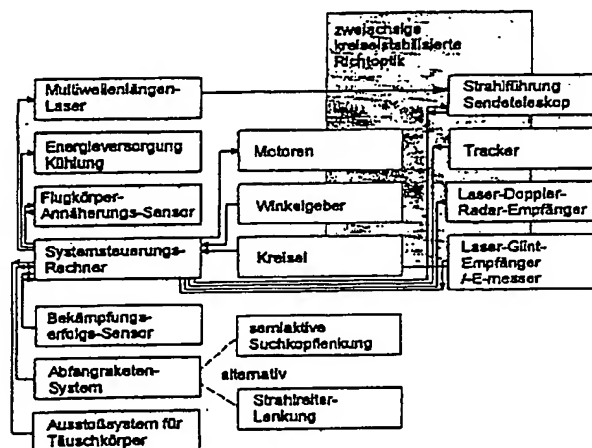 zweiachsige
kreiselstabilisierte
Richtoptik
Multiwellenlängen-
Laser
Strahlführung
Sendeteleskop
Energieversorgung
Kühlung
Motoren
Tracker
Flugkörper-
Annäherungs-Sensor
Winkelgeber
Laser-Doppler-
Radar-Empfänger
Systemsteuerungs-
Rechner
Kreisel
Laser-Glint-
Empfänger
/-E-messer
Bekämpfungs-
erfolgs-Sensor
semiaktive
Suchkopflenkung
Abfangraketen-
System
alternativ
Strahlreiter-
Lenkung
Ausstoßsystem für
Täuschkörper